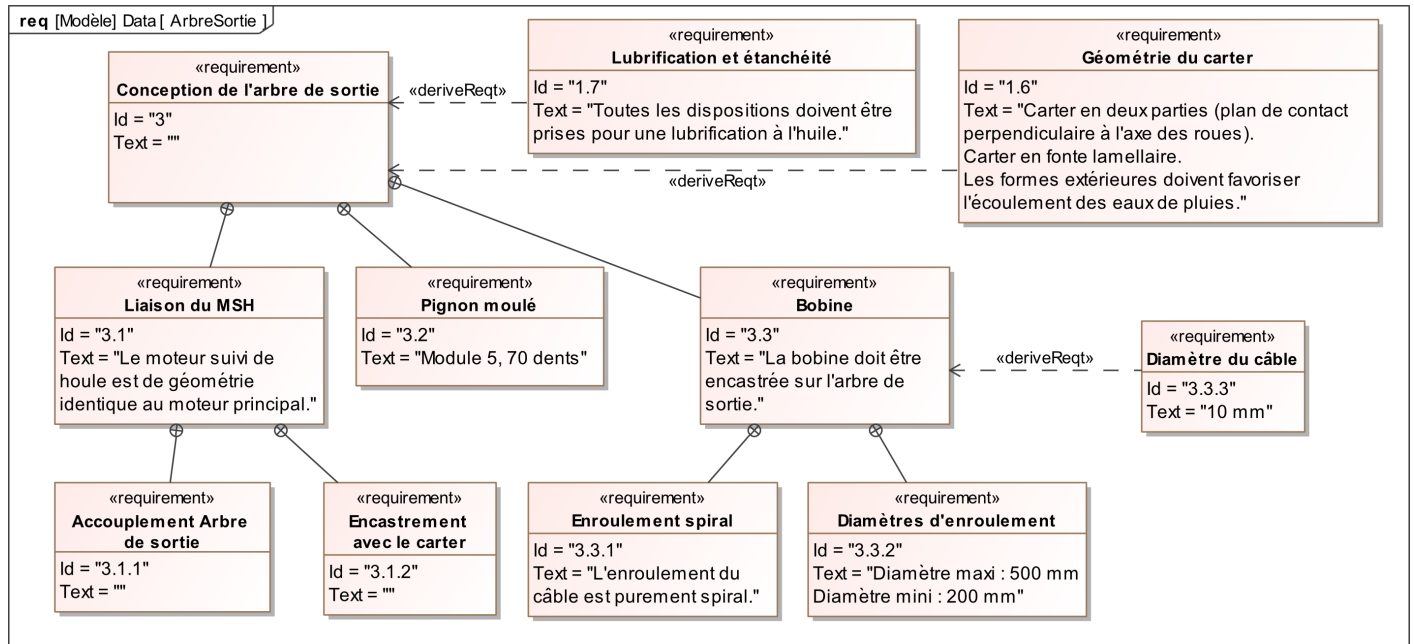 req [Modèle] Data [ ArbreSortie ]
«requirement»
Conception de l'arbre de sortie
Id = "3"
Text = ""
«deriveReqt»
«requirement»
Lubrification et étanchéité
Id = "1.7"
Text = "Toutes les dispositions doivent être
prises pour une lubrification à l'huile."
«requirement»
Géométrie du carter
Id = "1.6"
Text = "Carter en deux parties (plan de contact
perpendiculaire à l'axe des roues).
Carter en fonte lamellaire.
Les formes extérieures doivent favoriser
l'écoulement des eaux de pluies."
«deriveReqt»
«requirement»
Liaison du MSH
Id = "3.1"
Text = "Le moteur suivi de
houle est de géométrie
identique au moteur principal."
«requirement»
Pignon moulé
Id = "3.2"
Text = "Module 5, 70 dents"
«requirement»
Bobine
Id = "3.3"
Text = "La bobine doit être
encastrée sur l'arbre de
sortie."
«deriveReqt»
«requirement»
Diamètre du câble
Id = "3.3.3"
Text = "10 mm"
«requirement»
Accouplement Arbre
de sortie
Id = "3.1.1"
Text = ""
«requirement»
Encastrement
avec le carter
Id = "3.1.2"
Text = ""
«requirement»
Enroulement spiral
Id = "3.3.1"
Text = "L'enroulement du
câble est purement spiral."
«requirement»
Diamètres d'enroulement
Id = "3.3.2"
Text = "Diamètre maxi : 500 mm
Diamètre mini : 200 mm"